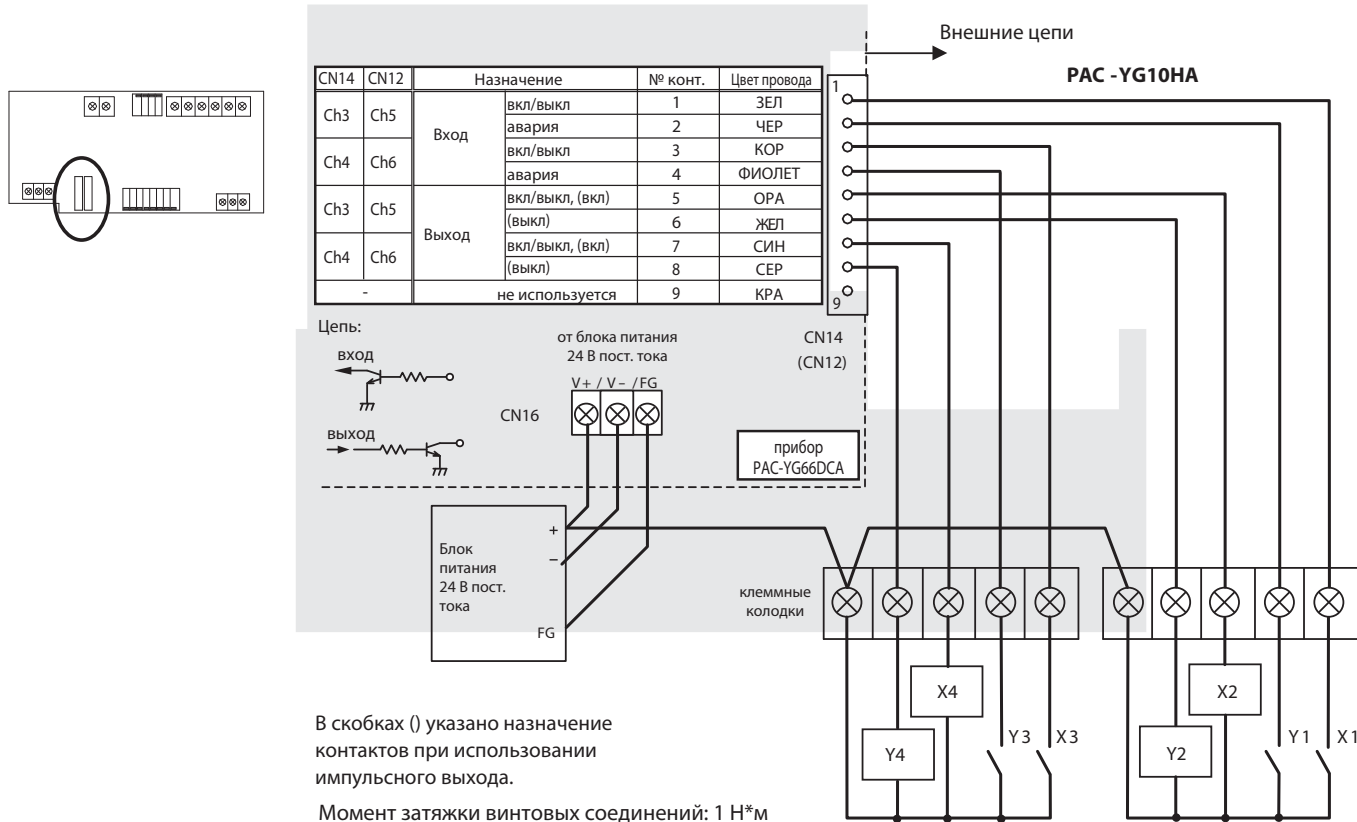 Внешние цепи
PAC -YG10HA
CN14 CN12 Назначение № конт. Цвет провода
Ch3 Ch5 Вход вкл/выкл 1 ЗЕЛ
авария 2 ЧЕР
Ch4 Ch6 вкл/выкл 3 КОР
авария 4 ФИОЛЕТ
Ch3 Ch5 Выход вкл/выкл, (вкл) 5 ОРА
(выкл) 6 ЖЕЛ
Ch4 Ch6 вкл/выкл, (вкл) 7 СИН
(выкл) 8 СЕР
- не используется 9 КРА
1
9
CN14
(CN12)
Цепь:
вход
выход
от блока питания
24 В пост. тока
V+ / V – / FG
CN16
прибор
PAC-YG66DCA
Блок
питания
24 В пост.
тока
+
–
FG
клеммные
колодки
X4
Y4
Y3 X3
X2
Y2
Y1 X1
В скобках () указано назначение
контактов при использовании
импульсного выхода.
Момент затяжки винтовых соединений: 1 Н*м